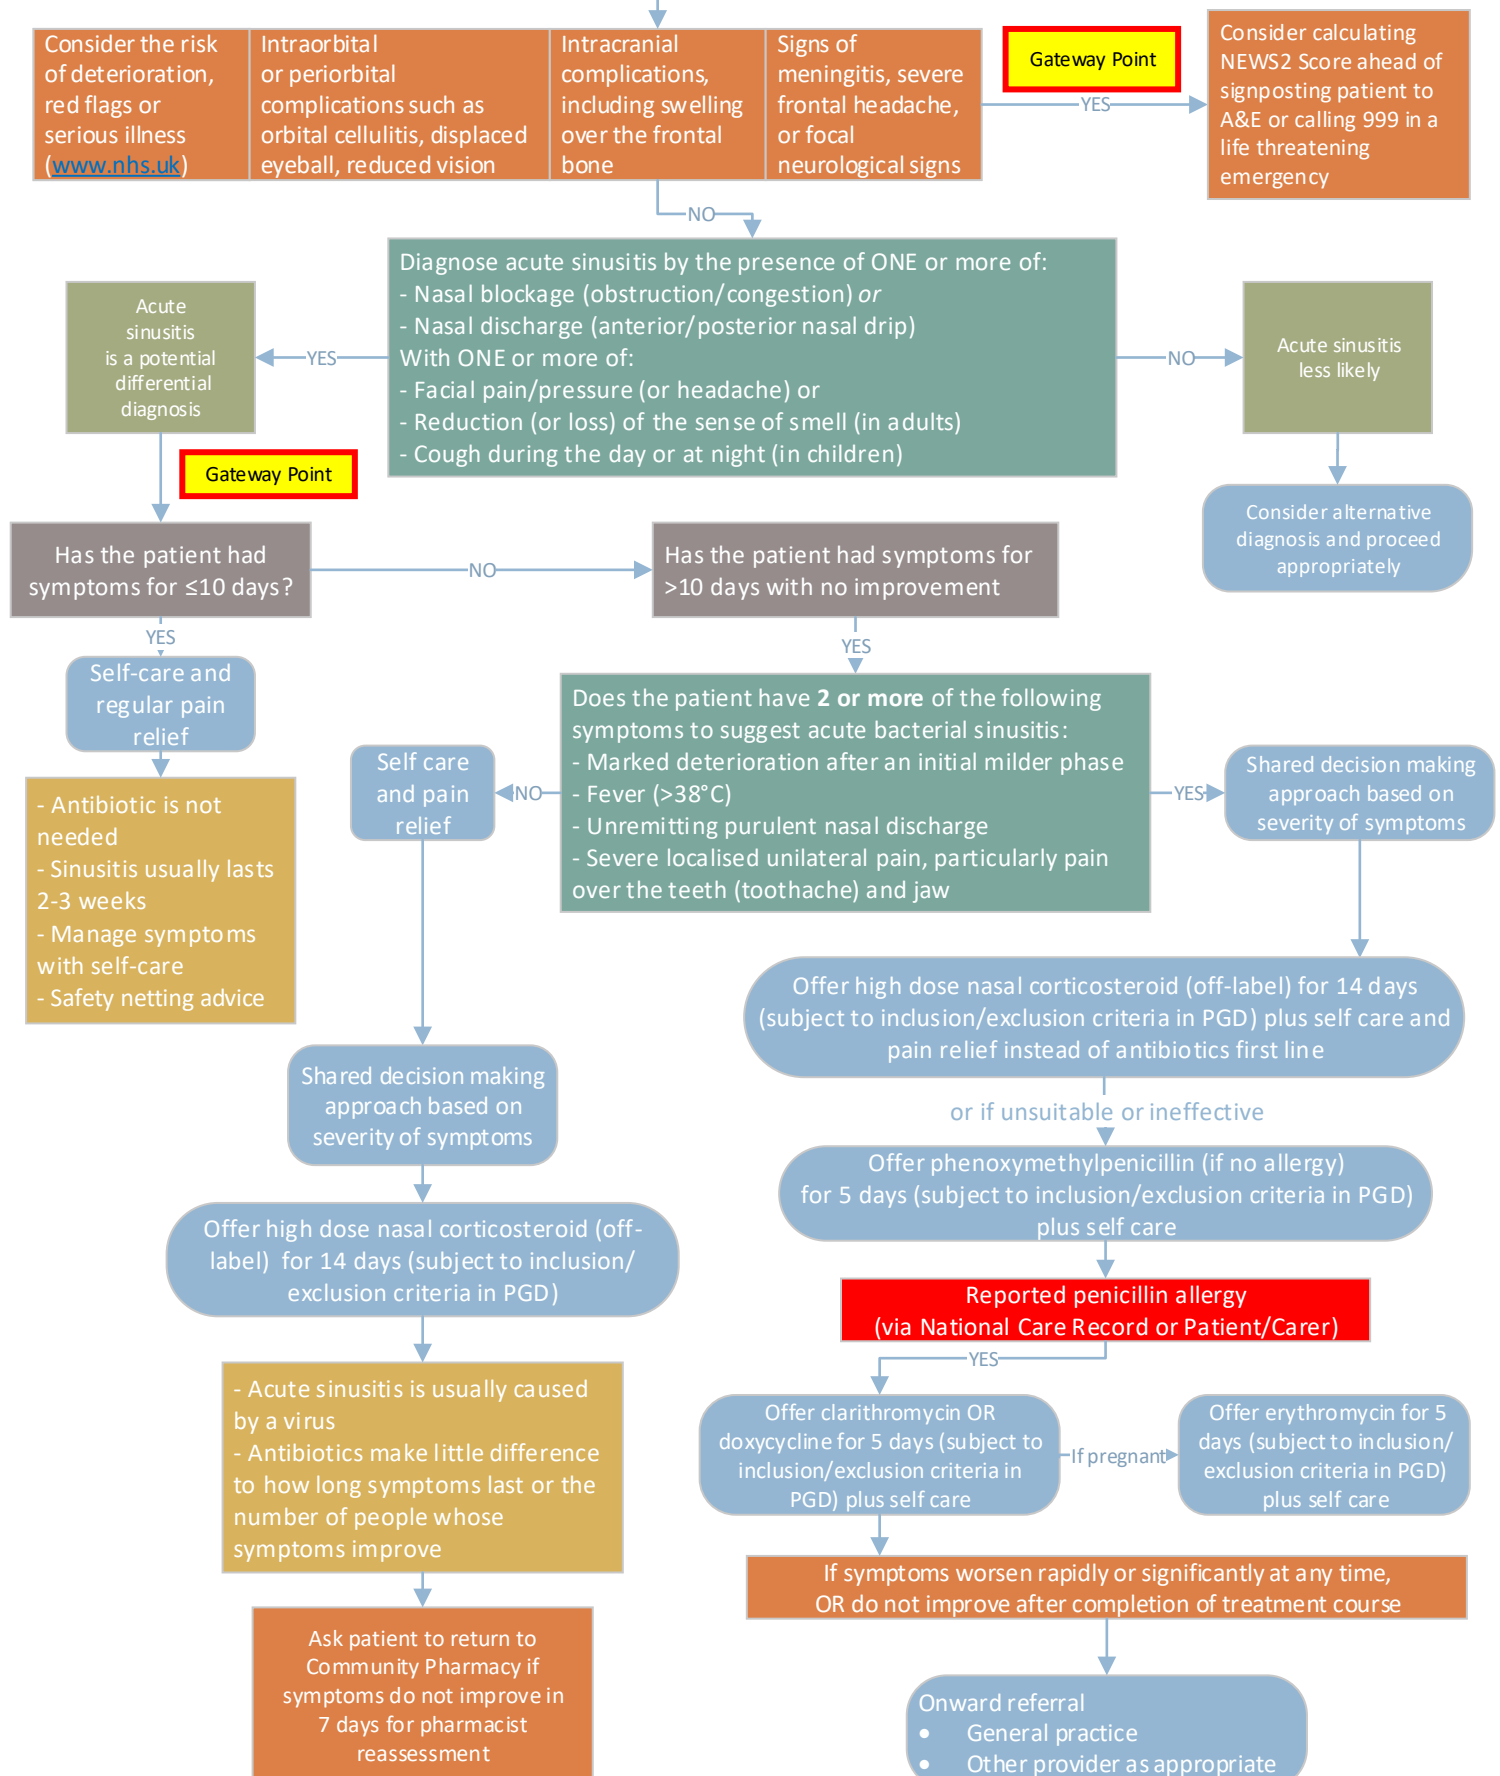 Consider the risk
of deterioration,
red flags or
serious illness
(www.nhs.uk)
Intraorbital
or periorbital
complications such as
orbital cellulitis, displaced
eyeball, reduced vision
Intracranial
complications,
including swelling
over the frontal
bone
Signs of
meningitis, severe
frontal headache,
or focal
neurological signs
Gateway Point
YES
Consider calculating
NEWS2 Score ahead of
signposting patient to
A&E or calling 999 in a
life threatening
emergency
NO
Diagnose acute sinusitis by the presence of ONE or more of:
- Nasal blockage (obstruction/congestion) or
- Nasal discharge (anterior/posterior nasal drip)
With ONE or more of:
- Facial pain/pressure (or headache) or
- Reduction (or loss) of the sense of smell (in adults)
- Cough during the day or at night (in children)
YES
Acute
sinusitis
is a potential
differential
diagnosis
NO
Acute sinusitis
less likely
Consider alternative
diagnosis and proceed
appropriately
Gateway Point
Has the patient had
symptoms for ≤10 days?
NO
Has the patient had symptoms for
>10 days with no improvement
YES
Self-care and
regular pain
relief
- Antibiotic is not
needed
- Sinusitis usually lasts
2-3 weeks
- Manage symptoms
with self-care
- Safety netting advice
YES
Does the patient have 2 or more of the following
symptoms to suggest acute bacterial sinusitis:
- Marked deterioration after an initial milder phase
- Fever (>38°C)
- Unremitting purulent nasal discharge
- Severe localised unilateral pain, particularly pain
over the teeth (toothache) and jaw
NO
Self care
and pain
relief
Shared decision making
approach based on
severity of symptoms
Offer high dose nasal corticosteroid (off-
label) for 14 days (subject to inclusion/
exclusion criteria in PGD)
- Acute sinusitis is usually caused
by a virus
- Antibiotics make little difference
to how long symptoms last or the
number of people whose
symptoms improve
Ask patient to return to
Community Pharmacy if
symptoms do not improve in
7 days for pharmacist
reassessment
YES
Shared decision making
approach based on
severity of symptoms
Offer high dose nasal corticosteroid (off-label) for 14 days
(subject to inclusion/exclusion criteria in PGD) plus self care and
pain relief instead of antibiotics first line
or if unsuitable or ineffective
Offer phenoxymethylpenicillin (if no allergy)
for 5 days (subject to inclusion/exclusion criteria in PGD)
plus self care
Reported penicillin allergy
(via National Care Record or Patient/Carer)
YES
Offer clarithromycin OR
doxycycline for 5 days (subject to
inclusion/exclusion criteria in
PGD) plus self care
If pregnant
Offer erythromycin for 5
days (subject to inclusion/
exclusion criteria in PGD)
plus self care
If symptoms worsen rapidly or significantly at any time,
OR do not improve after completion of treatment course
Onward referral
• General practice
• Other provider as appropriate